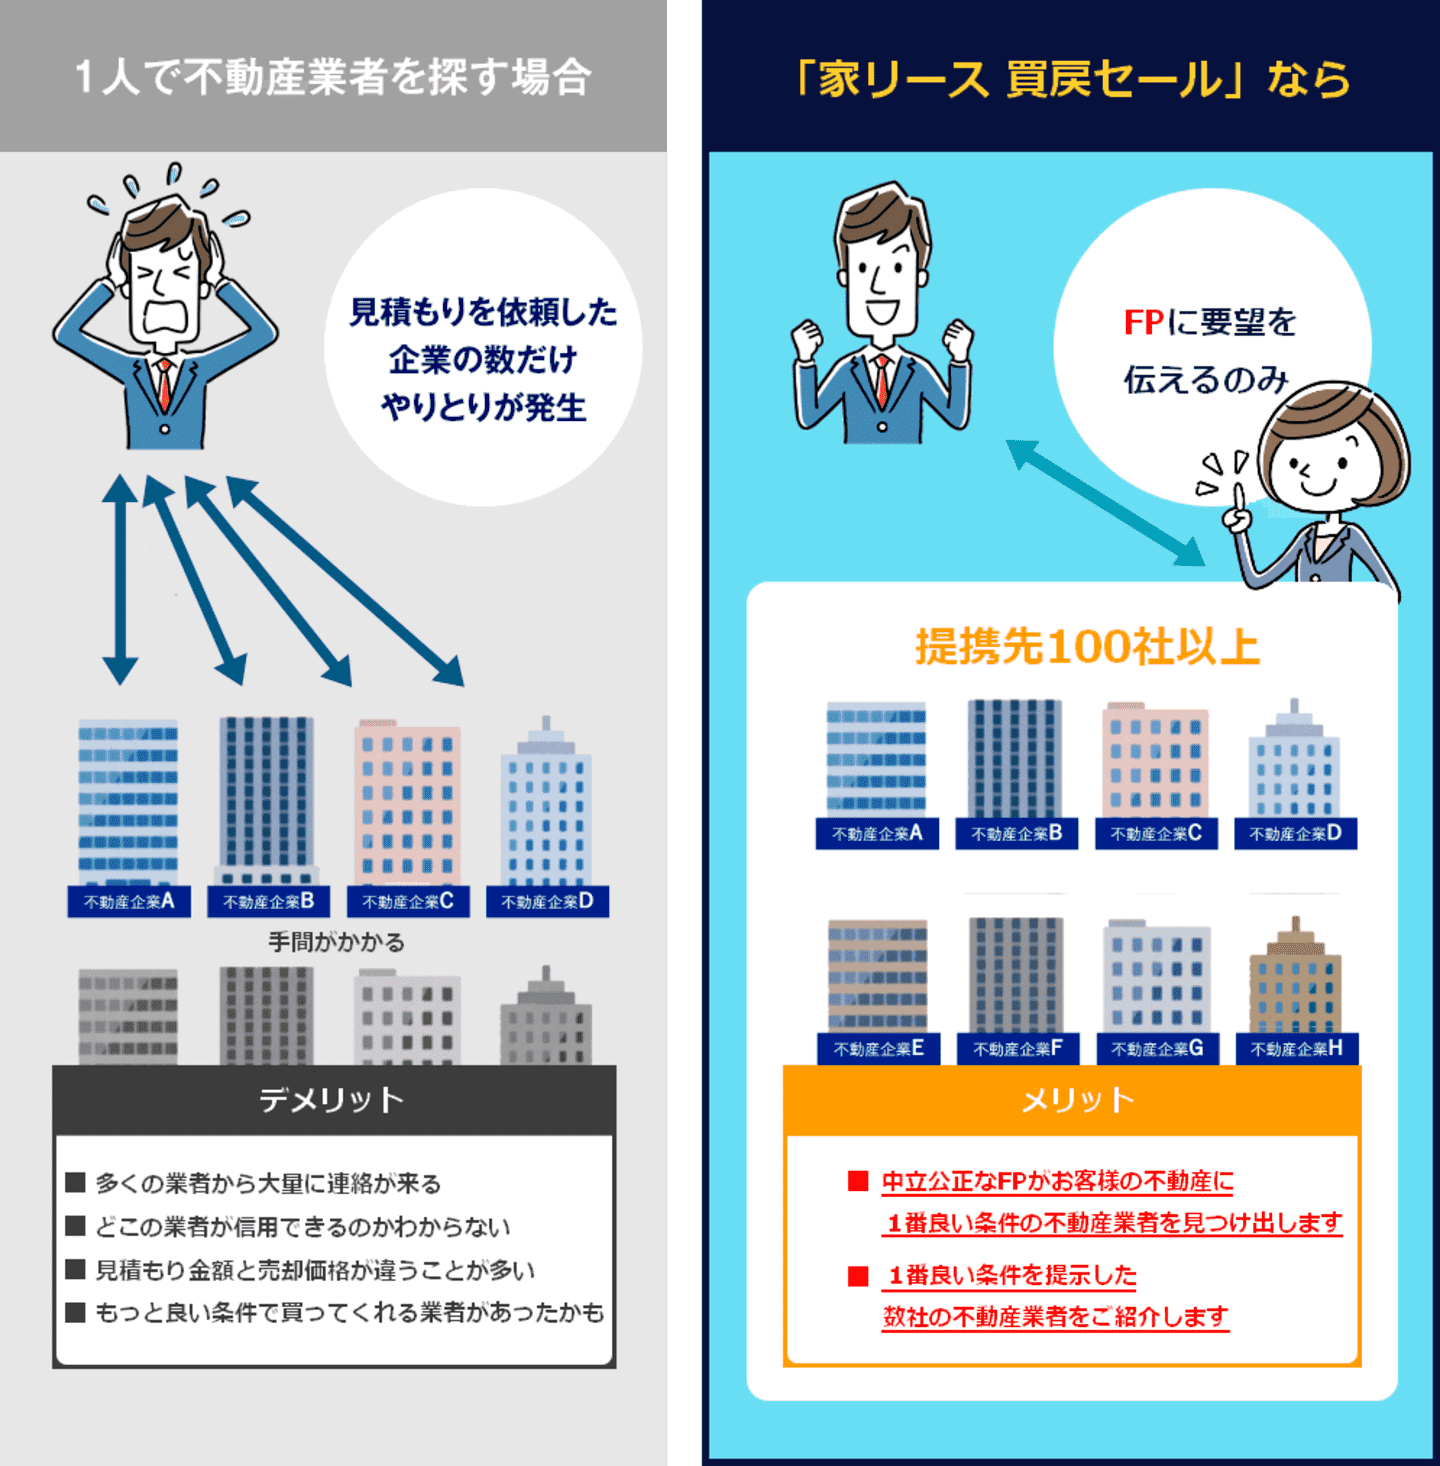 1人で不動産業者を探す場合
見積もりを依頼した
企業の数だけ
やりとりが発生
不動産企業A
不動産企業B
不動産企業C
不動産企業D
手間がかかる
デメリット
■ 多くの業者から大量に連絡が来る
■ どこの業者が信用できるのかわからない
■ 見積もり金額と売却価格が違うことが多い
■ もっと良い条件で買ってくれる業者があったかも
「家リース 買戻セール」なら
FPに要望を
伝えるのみ
提携先100社以上
不動産企業A
不動産企業B
不動産企業C
不動産企業D
不動産企業E
不動産企業F
不動産企業G
不動産企業H
メリット
■ 中立公正なFPがお客様の不動産に
1番良い条件の不動産業者を見つけ出します
■ 1番良い条件を提示した
数社の不動産業者をご紹介します